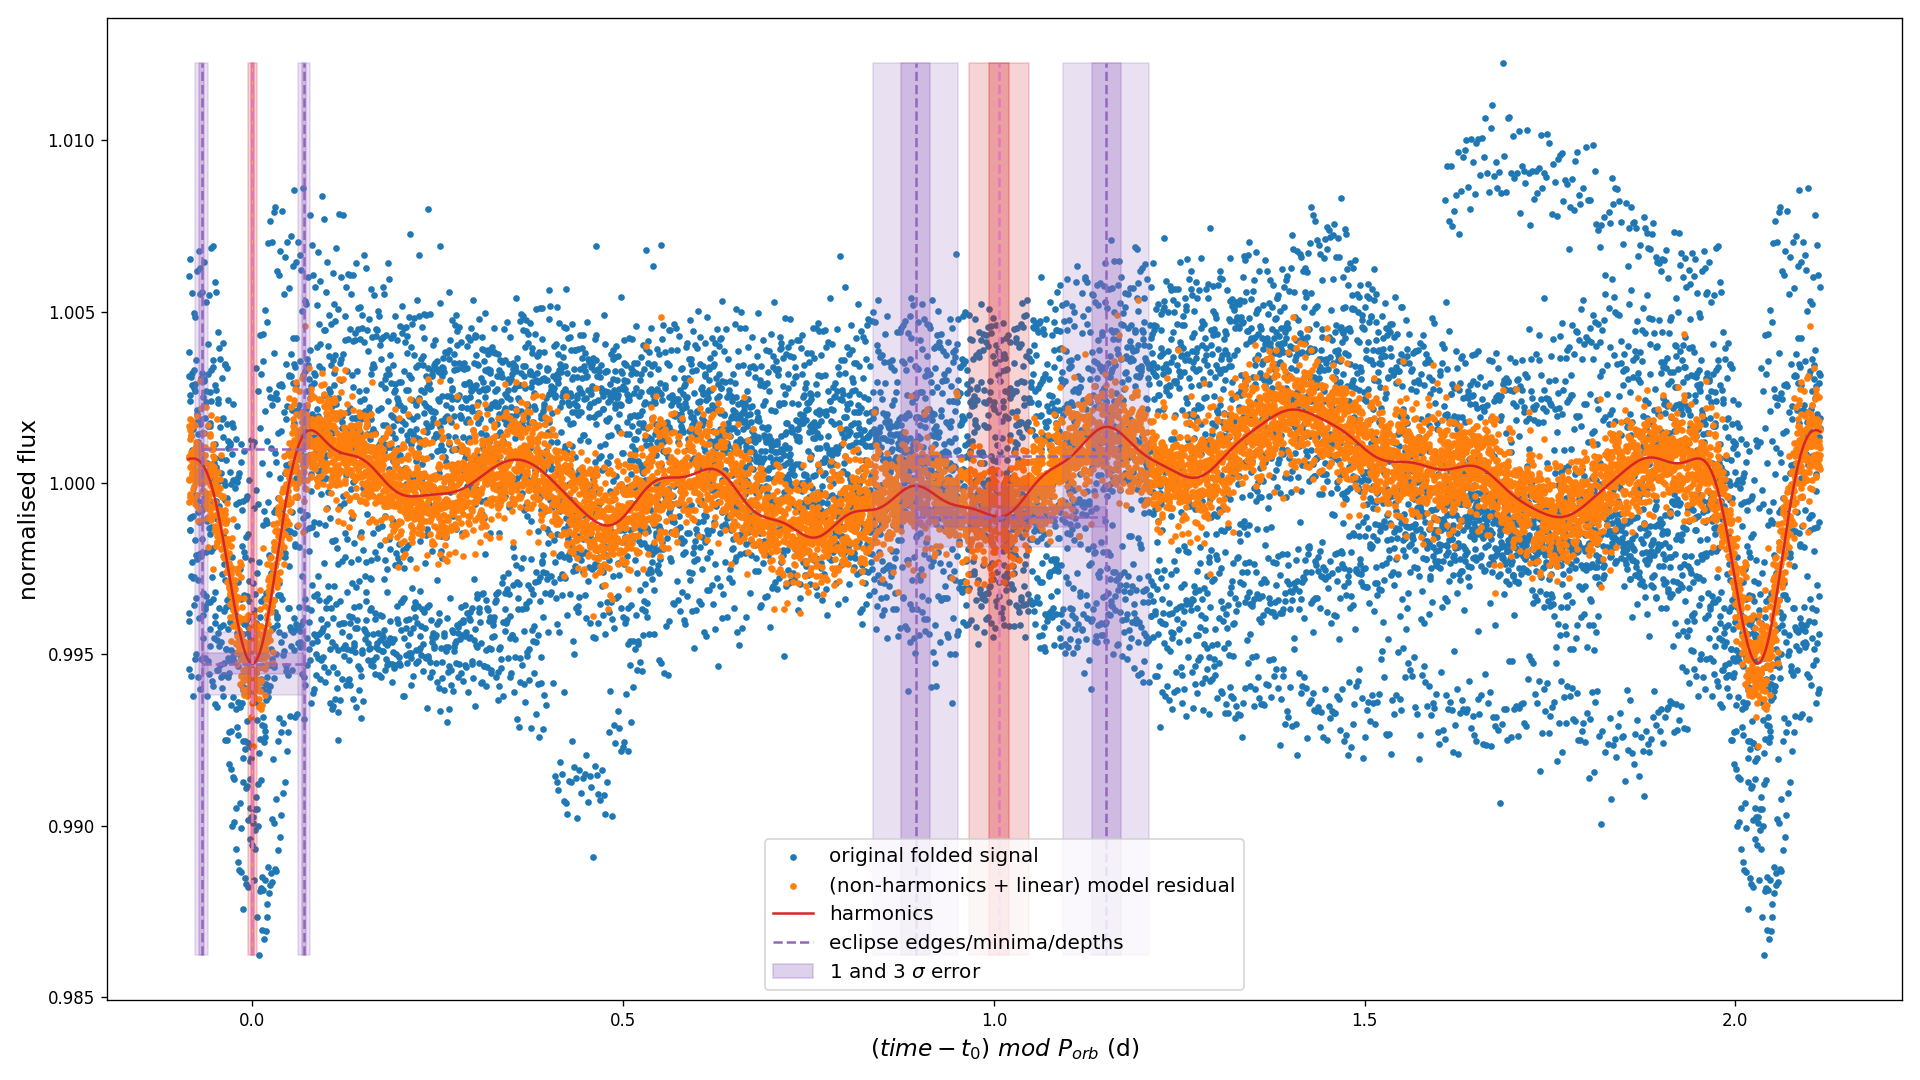 1.010
1.005
1.000
0.995
0.990
0.985
normalised flux
original folded signal
(non-harmonics + linear) model residual
harmonics
eclipse edges/minima/depths
1 and 3 σ error
0.0 0.5 1.0 1.5 2.0
(time − t₀) mod P_orb (d)